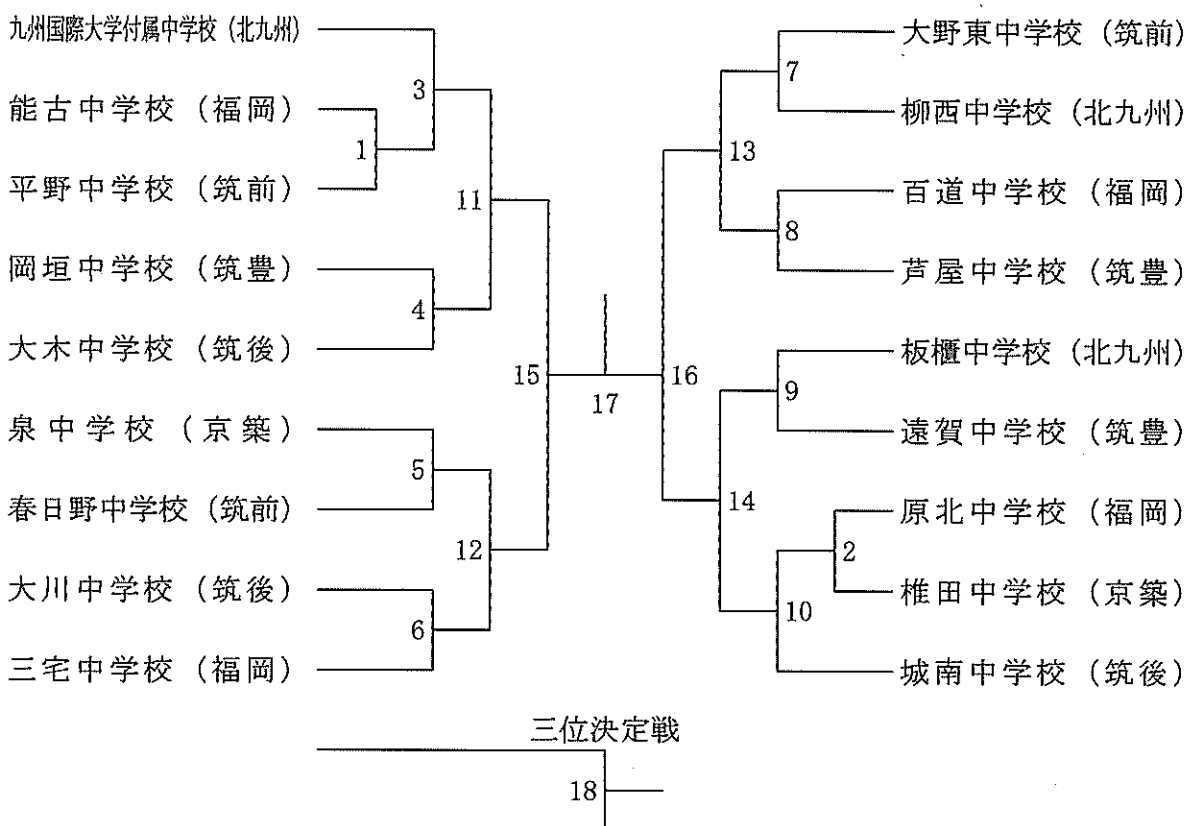 九州国際大学付属中学校（北九州）
能古中学校（福岡）
平野中学校（筑前）
岡垣中学校（筑豊）
大木中学校（筑後）
泉中学校（京築）
春日野中学校（筑前）
大川中学校（筑後）
三宅中学校（福岡）
1
3
4
5
6
11
12
15
17
16
13
14
7
8
9
2
10
大野東中学校（筑前）
柳西中学校（北九州）
百道中学校（福岡）
芦屋中学校（筑豊）
板櫃中学校（北九州）
遠賀中学校（筑豊）
原北中学校（福岡）
椎田中学校（京築）
城南中学校（筑後）
三位決定戦
18